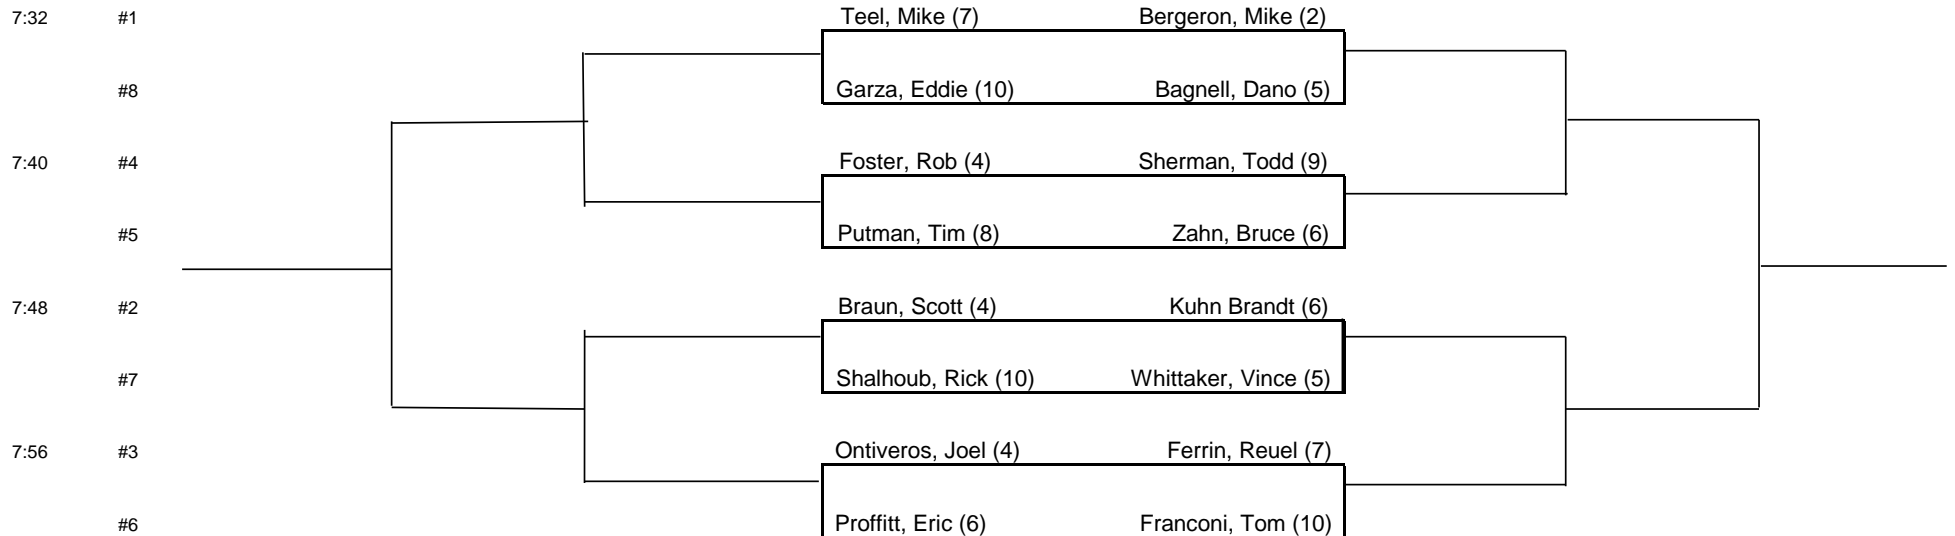 7:32 #1 Teel, Mike (7) Bergeron, Mike (2)
#8 Garza, Eddie (10) Bagnell, Dano (5)
7:40 #4 Foster, Rob (4) Sherman, Todd (9)
#5 Putman, Tim (8) Zahn, Bruce (6)
7:48 #2 Braun, Scott (4) Kuhn Brandt (6)
#7 Shalhoub, Rick (10) Whittaker, Vince (5)
7:56 #3 Ontiveros, Joel (4) Ferrin, Reuel (7)
#6 Proffitt, Eric (6) Franconi, Tom (10)